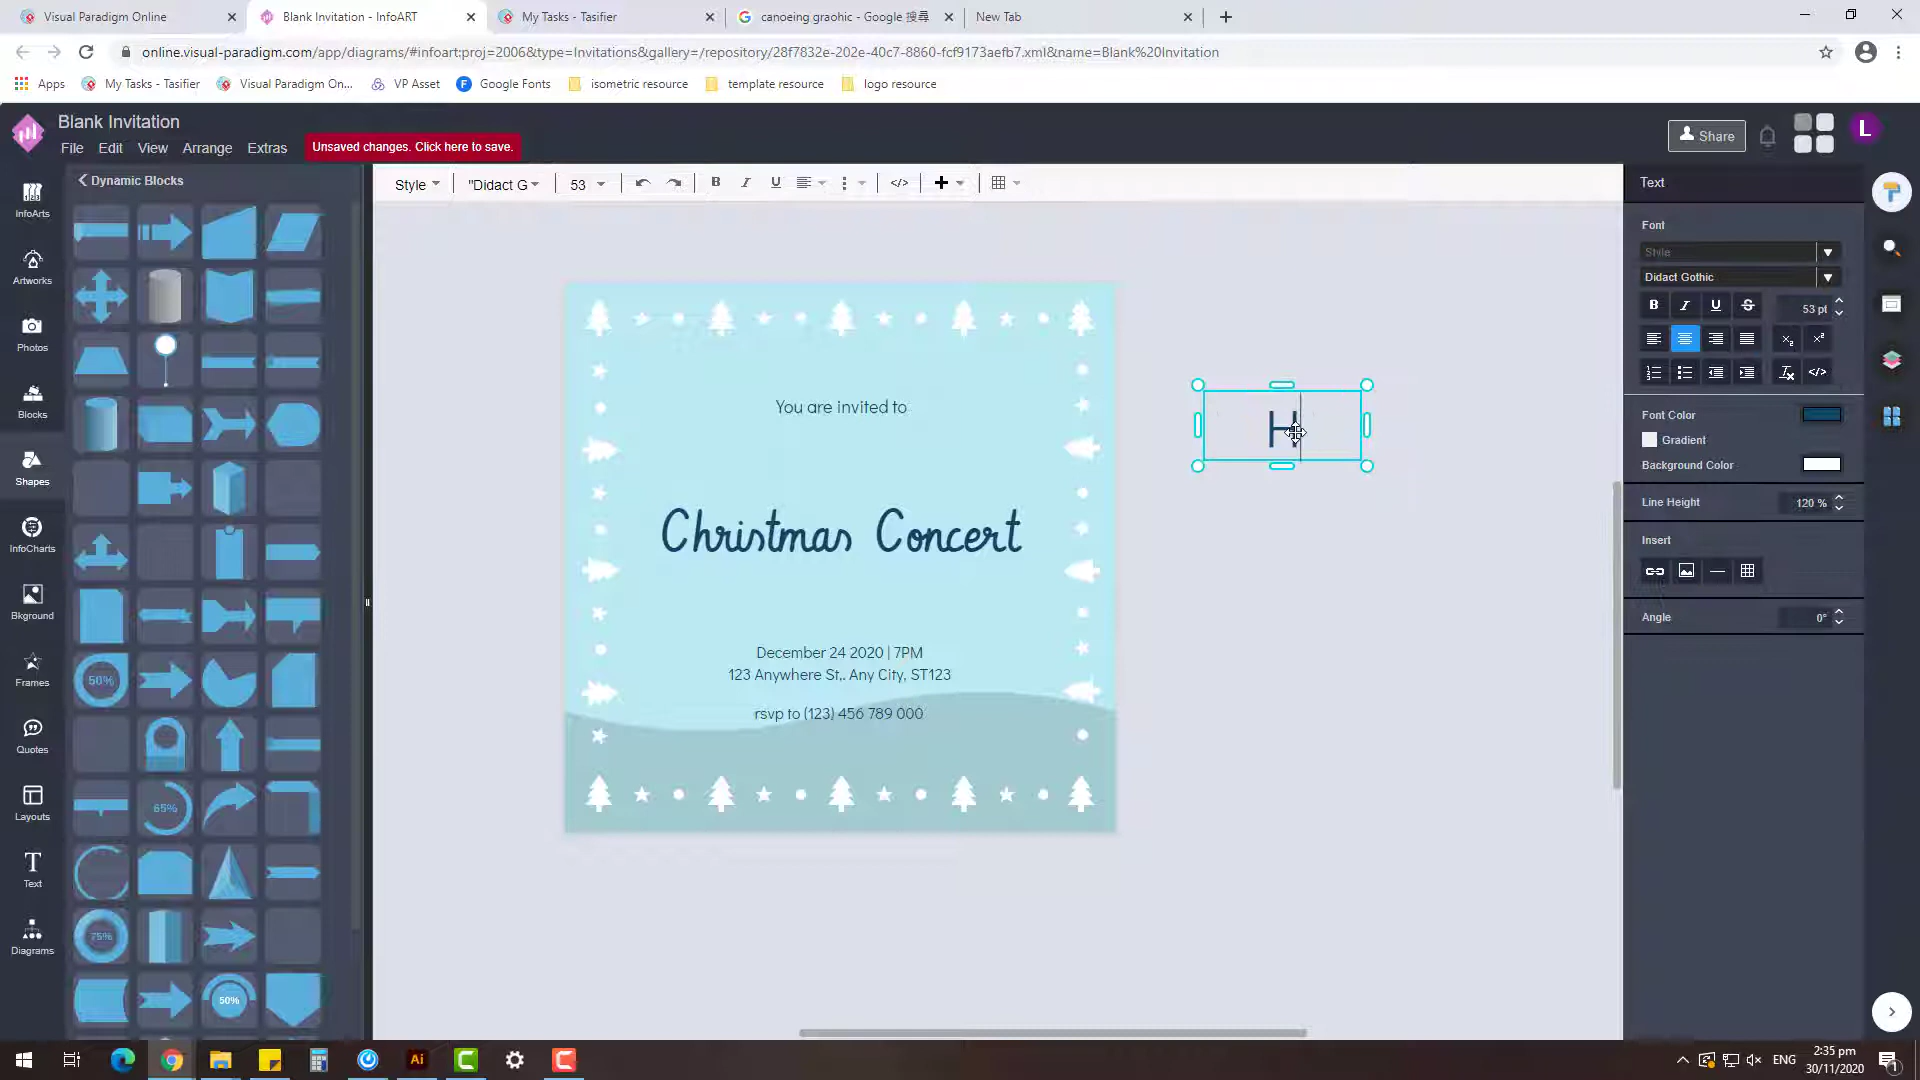 Visual Paradigm Online
Blank Invitation - InfoART
My Tasks - Tasifier
canoeing graohic - Google 搜尋
New Tab
online.visual-paradigm.com/app/diagrams/#infoart:proj=2006&type=Invitations&gallery=/repository/28f7832e-202e-40c7-8860-fcf9173aefb7.xml&name=Blank%20Invitation
Apps
My Tasks - Tasifier
Visual Paradigm On...
VP Asset
Google Fonts
isometric resource
template resource
logo resource
Blank Invitation
File
Edit
View
Arrange
Extras
Unsaved changes. Click here to save.
Share
L
Dynamic Blocks
Style
"Didact G
53
B
I
U
</>
InfoArts
Artworks
Photos
Blocks
Shapes
InfoCharts
Bkground
Frames
Quotes
Layouts
Text
Diagrams
50%
65%
75%
50%
You are invited to
Christmas Concert
December 24 2020 | 7PM
123 Anywhere St,. Any City, ST123
rsvp to (123) 456 789 000
H
Text
Font
Style
Didact Gothic
B
I
U
S
53 pt
</>
Font Color
Gradient
Background Color
Line Height
120 %
Insert
Angle
0°
Ai
ENG
2:35 pm
30/11/2020
1